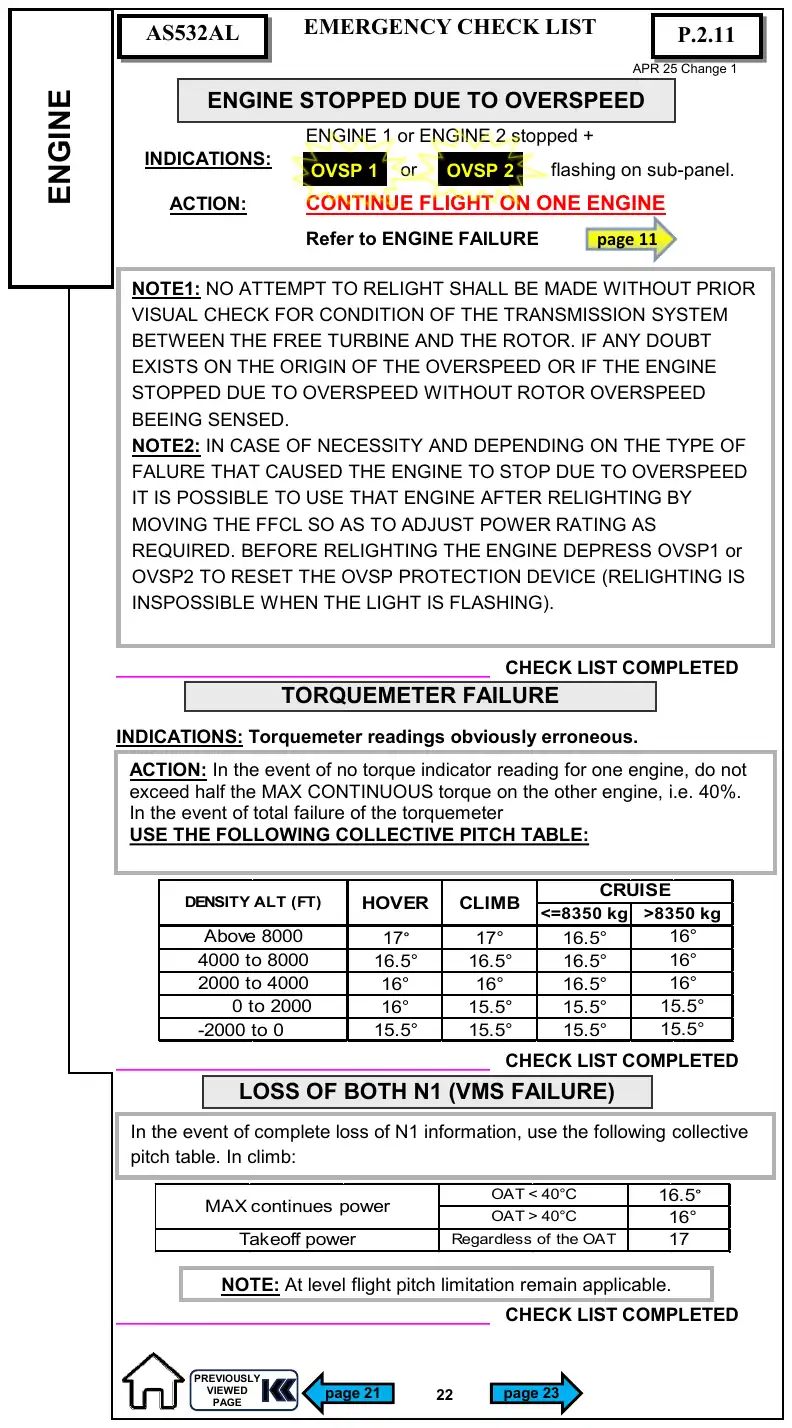 AS532AL
EMERGENCY CHECK LIST
P.2.11
APR 25 Change 1
ENGINE
ENGINE STOPPED DUE TO OVERSPEED
ENGINE 1 or ENGINE 2 stopped +
INDICATIONS:
OVSP 1 or OVSP 2 flashing on sub-panel.
ACTION: CONTINUE FLIGHT ON ONE ENGINE
Refer to ENGINE FAILURE page 11
NOTE1: NO ATTEMPT TO RELIGHT SHALL BE MADE WITHOUT PRIOR
VISUAL CHECK FOR CONDITION OF THE TRANSMISSION SYSTEM
BETWEEN THE FREE TURBINE AND THE ROTOR. IF ANY DOUBT
EXISTS ON THE ORIGIN OF THE OVERSPEED OR IF THE ENGINE
STOPPED DUE TO OVERSPEED WITHOUT ROTOR OVERSPEED
BEEING SENSED.
NOTE2: IN CASE OF NECESSITY AND DEPENDING ON THE TYPE OF
FALURE THAT CAUSED THE ENGINE TO STOP DUE TO OVERSPEED
IT IS POSSIBLE TO USE THAT ENGINE AFTER RELIGHTING BY
MOVING THE FFCL SO AS TO ADJUST POWER RATING AS
REQUIRED. BEFORE RELIGHTING THE ENGINE DEPRESS OVSP1 or
OVSP2 TO RESET THE OVSP PROTECTION DEVICE (RELIGHTING IS
INSPOSSIBLE WHEN THE LIGHT IS FLASHING).
CHECK LIST COMPLETED
TORQUEMETER FAILURE
INDICATIONS: Torquemeter readings obviously erroneous.
ACTION: In the event of no torque indicator reading for one engine, do not
exceed half the MAX CONTINUOUS torque on the other engine, i.e. 40%.
In the event of total failure of the torquemeter
USE THE FOLLOWING COLLECTIVE PITCH TABLE:
DENSITY ALT (FT) HOVER CLIMB CRUISE
<=8350 kg >8350 kg
Above 8000 17° 17° 16.5° 16°
4000 to 8000 16.5° 16.5° 16.5° 16°
2000 to 4000 16° 16° 16.5° 16°
0 to 2000 16° 15.5° 15.5° 15.5°
-2000 to 0 15.5° 15.5° 15.5° 15.5°
CHECK LIST COMPLETED
LOSS OF BOTH N1 (VMS FAILURE)
In the event of complete loss of N1 information, use the following collective
pitch table. In climb:
MAX continues power OAT < 40°C 16.5°
OAT > 40°C 16°
Takeoff power Regardless of the OAT 17
NOTE: At level flight pitch limitation remain applicable.
CHECK LIST COMPLETED
PREVIOUSLY
VIEWED
PAGE
page 21
22
page 23